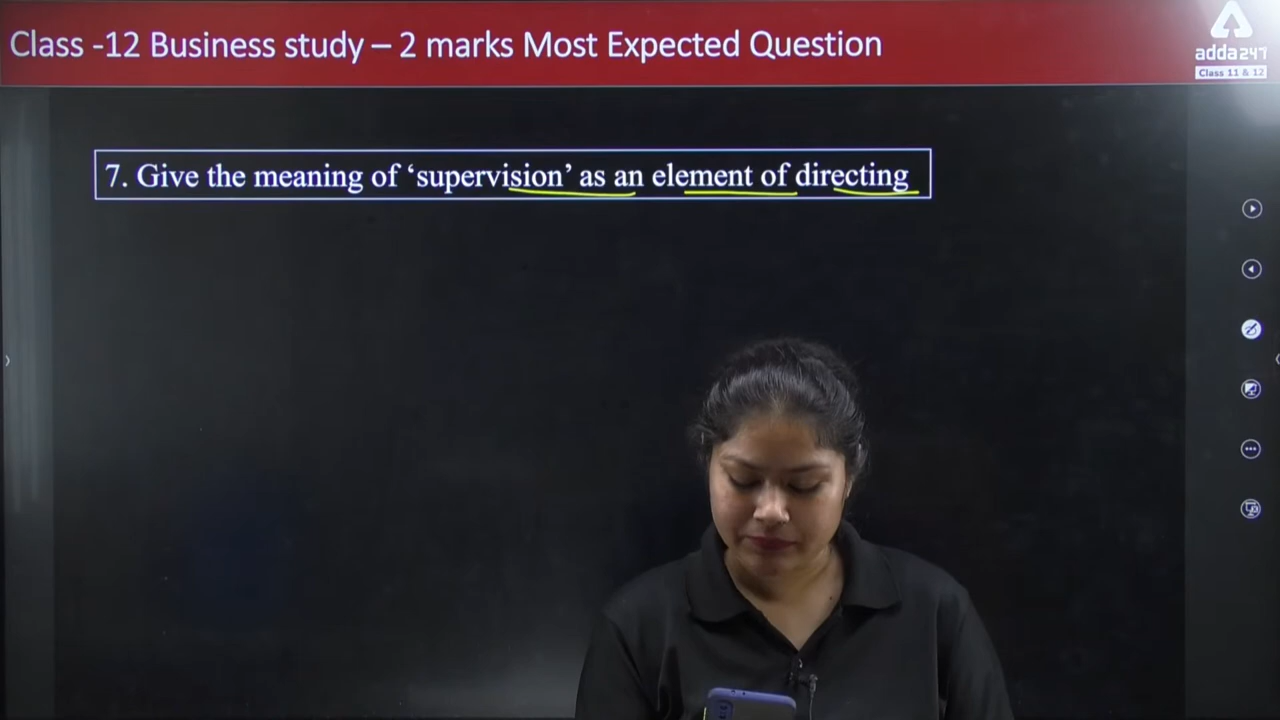 Class -12 Business study – 2 marks Most Expected Question
adda247
Class 11 & 12
7. Give the meaning of ‘supervision’ as an element of directing